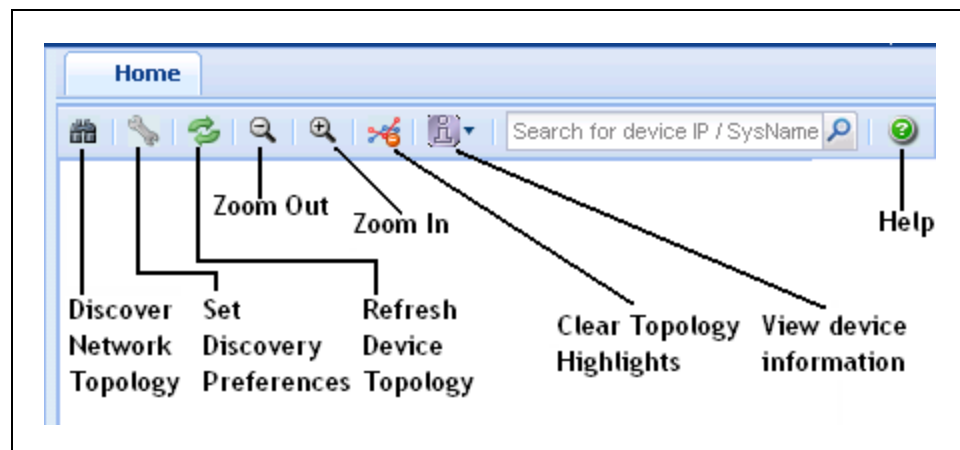 Home
Search for device IP / SysName
Zoom Out
Zoom In
Help
Discover
Network
Topology
Set
Discovery
Preferences
Refresh
Device
Topology
Clear Topology
Highlights
View device
information